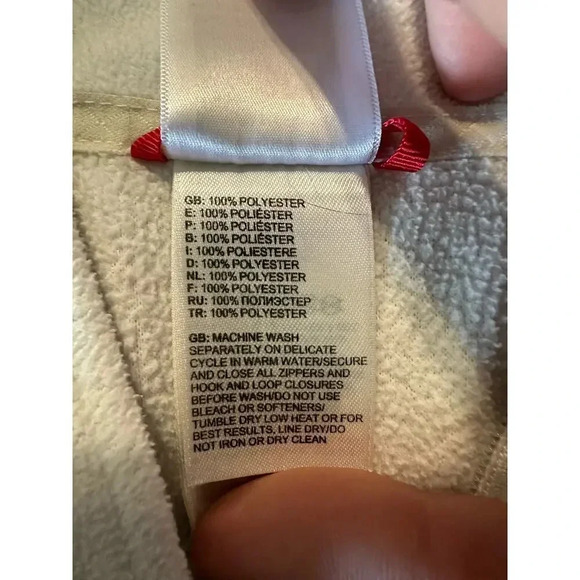 GB: 100% POLYESTER
E: 100% POLIÉSTER
P: 100% POLIÉSTER
B: 100% POLIÉSTER
I: 100% POLIESTERE
D: 100% POLYESTER
NL: 100% POLYESTER
F: 100% POLYESTER
RU: 100% ПОЛИЭСТЕР
TR: 100% POLYESTER
GB: MACHINE WASH
SEPARATELY ON DELICATE
CYCLE IN WARM WATER/SECURE
AND CLOSE ALL ZIPPERS AND
HOOK AND LOOP CLOSURES
BEFORE WASH/DO NOT USE
BLEACH OR SOFTENERS/
TUMBLE DRY LOW HEAT OR FOR
BEST RESULTS, LINE DRY/DO
NOT IRON OR DRY CLEAN